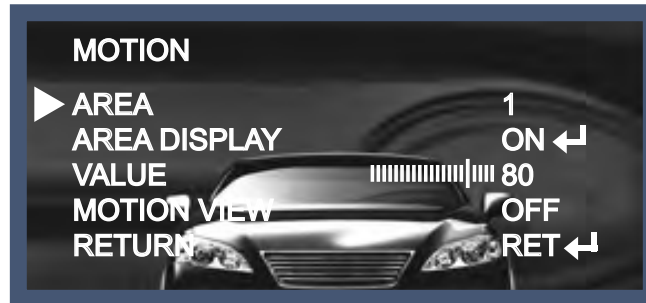 MOTION
AREA 1
AREA DISPLAY ON
VALUE 80
MOTION VIEW OFF
RETURN RET